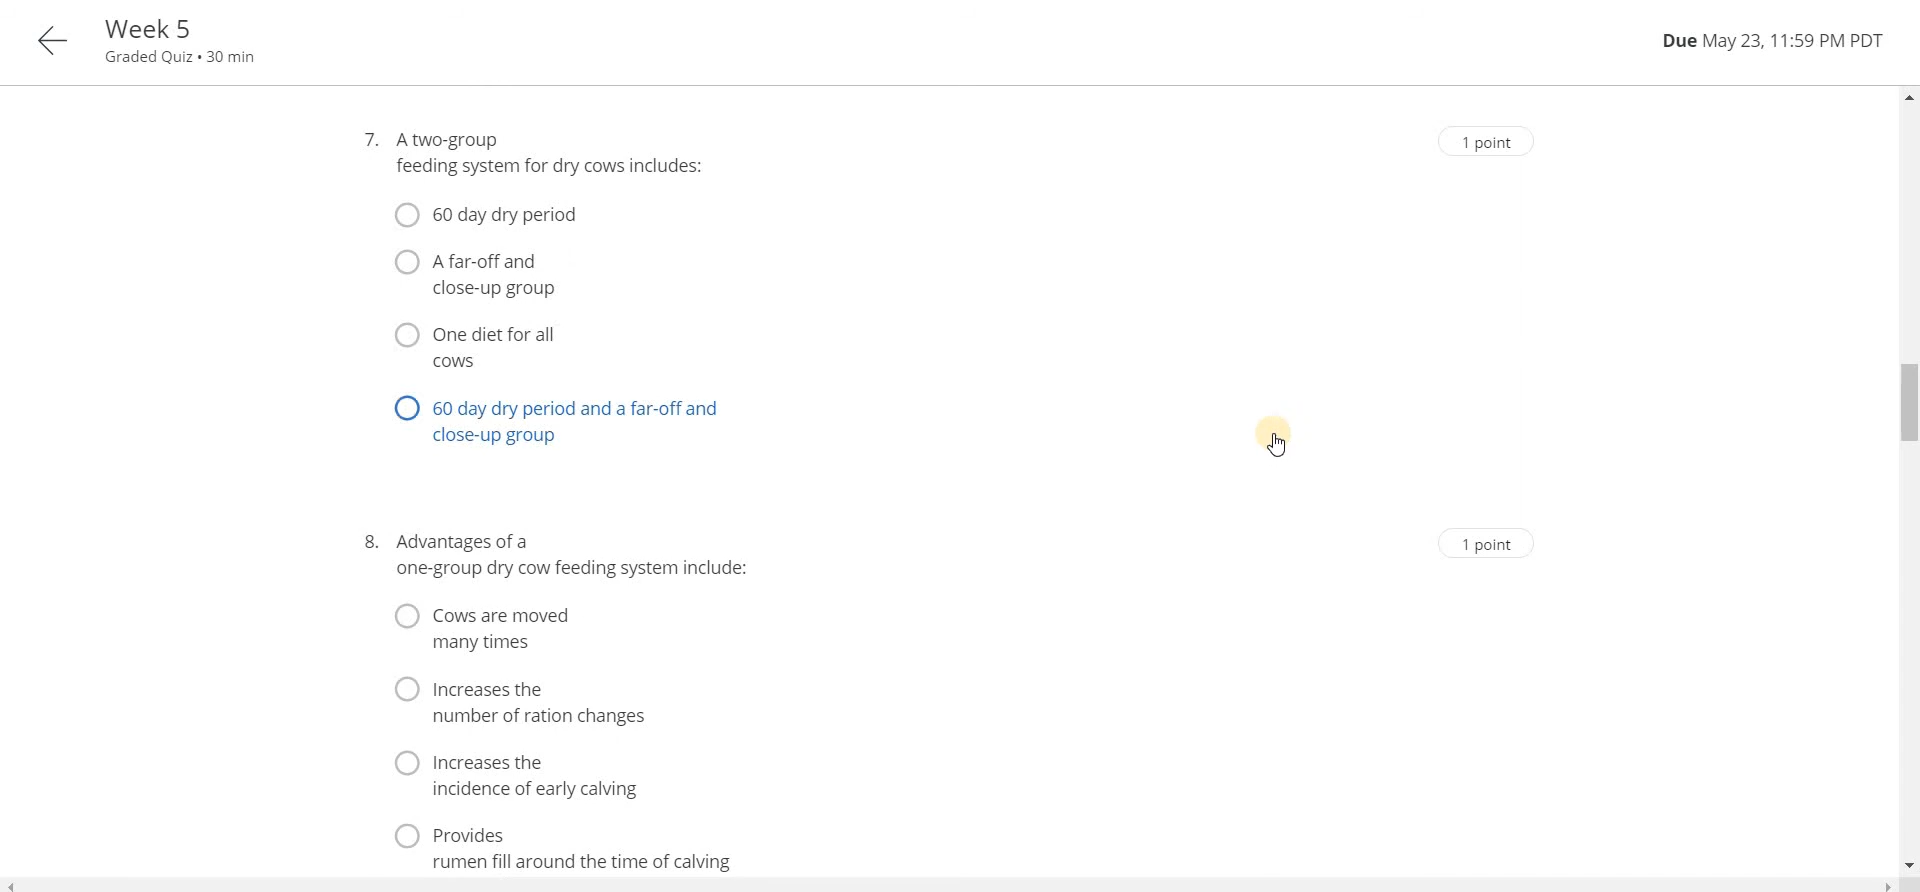 Week 5
Graded Quiz • 30 min
Due May 23, 11:59 PM PDT
7. A two-group
feeding system for dry cows includes:
1 point
60 day dry period
A far-off and
close-up group
One diet for all
cows
60 day dry period and a far-off and
close-up group
8. Advantages of a
one-group dry cow feeding system include:
1 point
Cows are moved
many times
Increases the
number of ration changes
Increases the
incidence of early calving
Provides
rumen fill around the time of calving